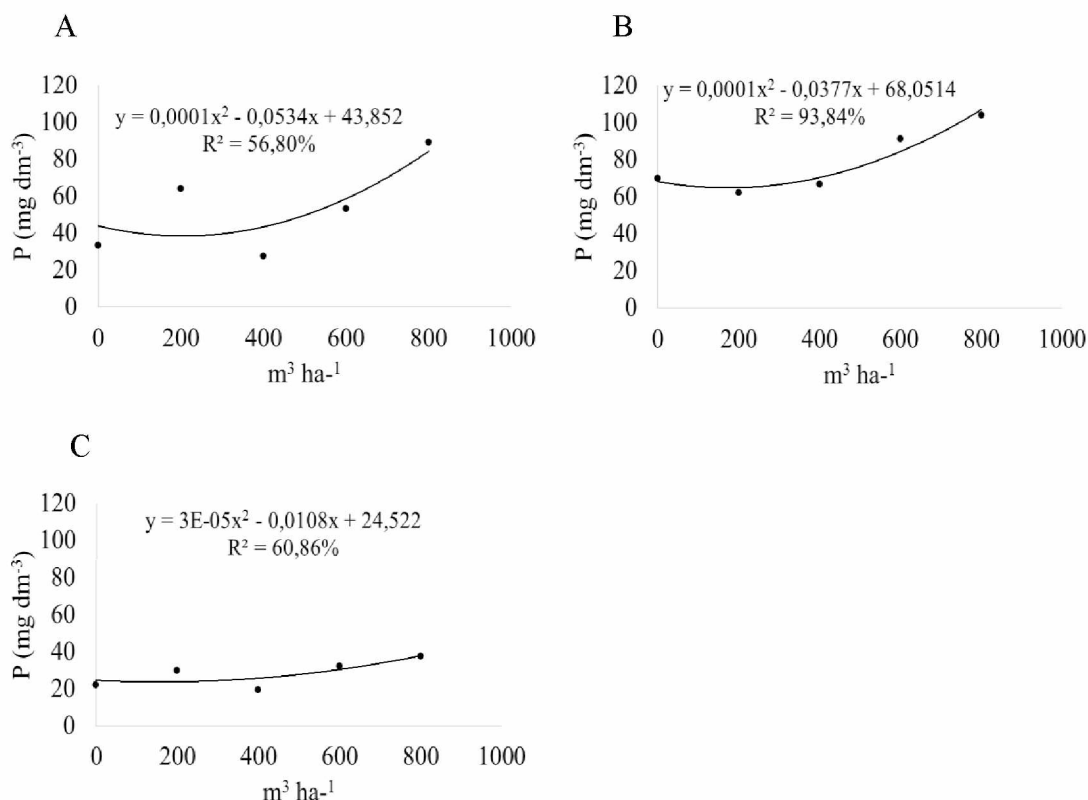 A
120
100
80
60
40
20
0
P (mg dm⁻³)
y = 0,0001x² - 0,0534x + 43,852
R² = 56,80%
0 200 400 600 800 1000
m³ ha-¹
B
120
100
80
60
40
20
0
P (mg dm⁻³)
y = 0,0001x² - 0,0377x + 68,0514
R² = 93,84%
0 200 400 600 800 1000
m³ ha-¹
C
120
100
80
60
40
20
0
P (mg dm⁻³)
y = 3E-05x² - 0,0108x + 24,522
R² = 60,86%
0 200 400 600 800 1000
m³ ha-¹